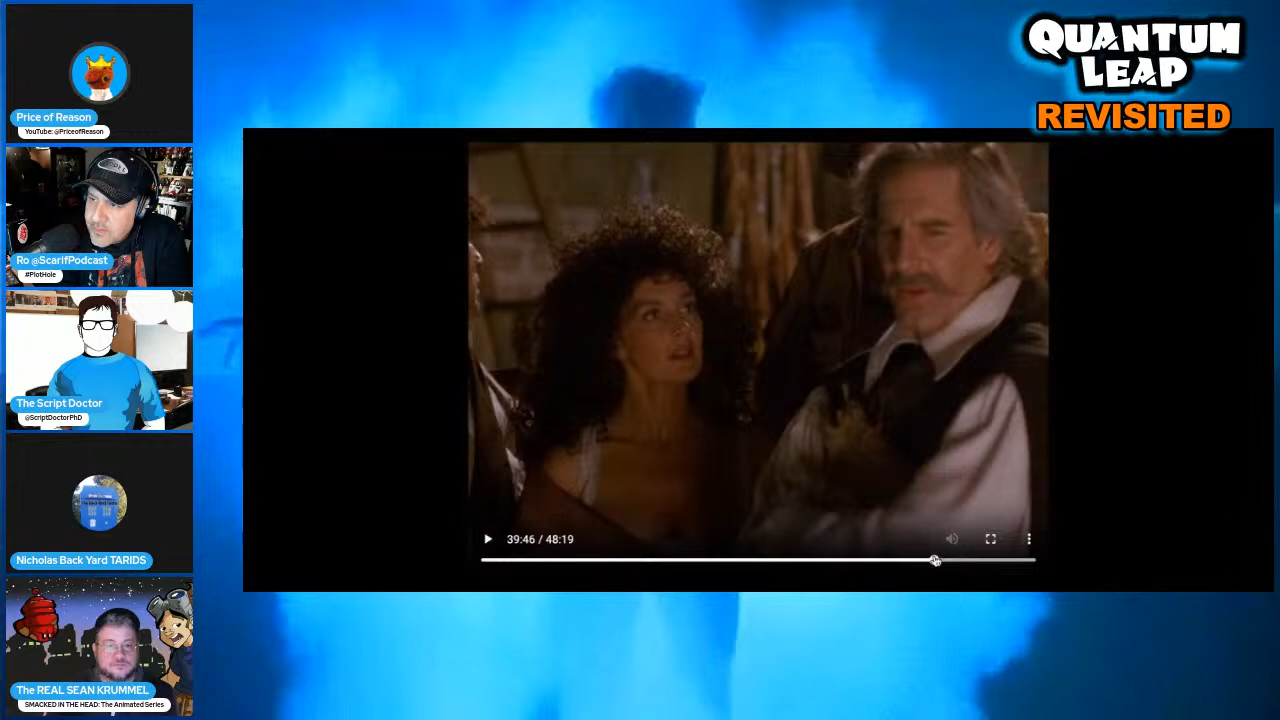 QUANTUM
LEAP
REVISITED
Price of Reason
YouTube: @PriceofReason
Ro @ScarifPodcast
#PlotHole
The Script Doctor
@ScriptDoctorPhD
Nicholas Back Yard TARIDS
The REAL SEAN KRUMMEL
SMACKED IN THE HEAD: The Animated Series
39:46 / 48:19